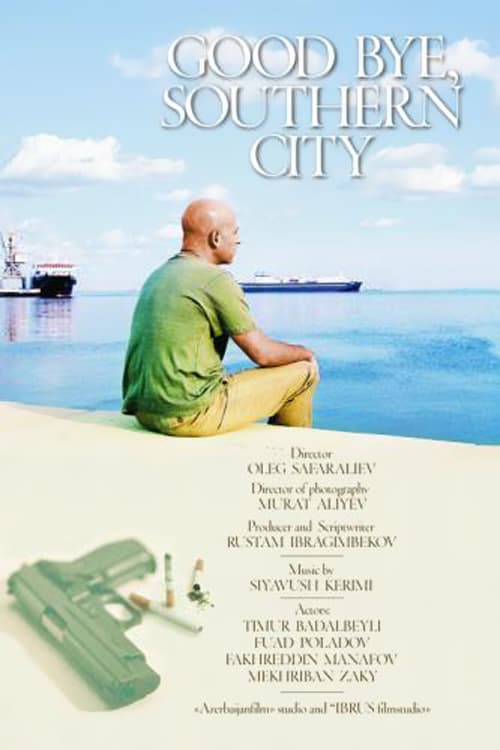 GOOD BYE,
SOUTHERN
CITY
Director
OLEG SAFARALIEV
Director of photography
MURAT ALIYEV
Producer and Scriptwriter
RUSTAM IBRAGIMBEKOV
Music by
SIYAVUSH KERIMI
Actors:
TIMUR BADALBEYLI
FUAD POLADOV
FAKHREDDIN MANAFOV
MEKHRIBAN ZAKY
«Azerbaijanfilm» studio and "IBRUS filmstudio»